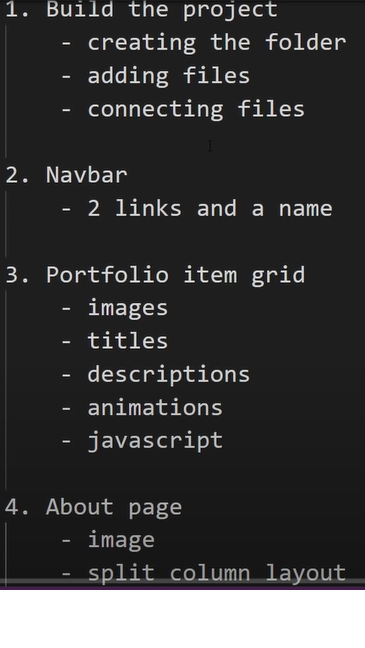 1. Build the project
- creating the folder
- adding files
- connecting files
2. Navbar
- 2 links and a name
3. Portfolio item grid
- images
- titles
- descriptions
- animations
- javascript
4. About page
- image
- split column layout